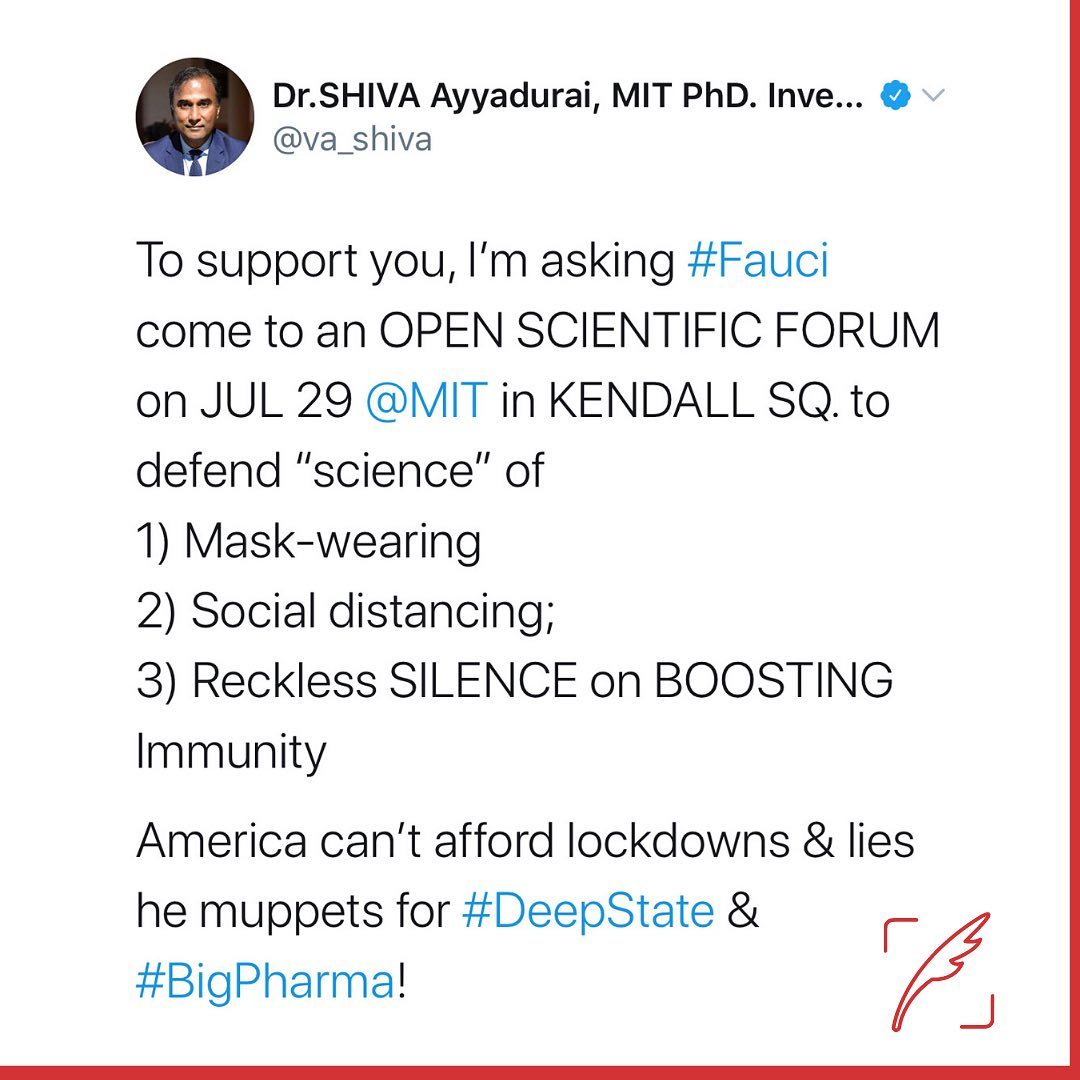 Dr.SHIVA Ayyadurai, MIT PhD. Inve...
@va_shiva
To support you, I’m asking #Fauci
come to an OPEN SCIENTIFIC FORUM
on JUL 29 @MIT in KENDALL SQ. to
defend “science” of
1) Mask-wearing
2) Social distancing;
3) Reckless SILENCE on BOOSTING
Immunity
America can’t afford lockdowns & lies
he muppets for #DeepState &
#BigPharma!